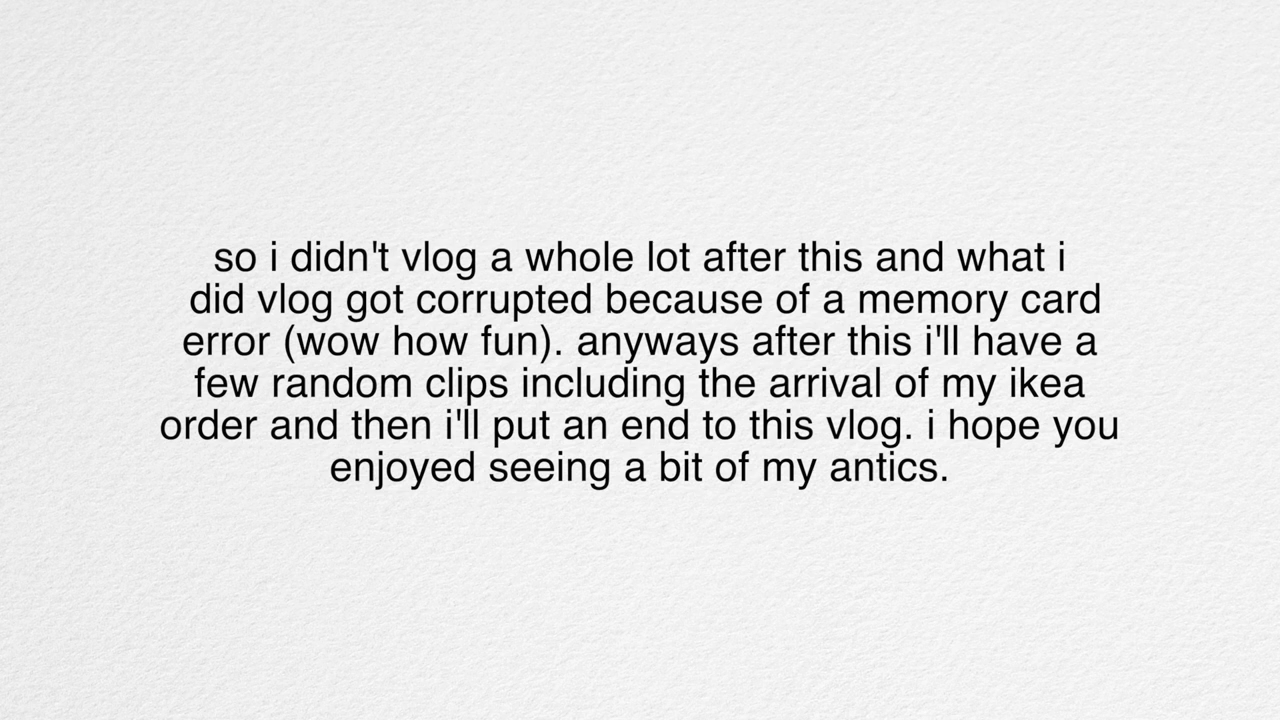 so i didn't vlog a whole lot after this and what i
did vlog got corrupted because of a memory card
error (wow how fun). anyways after this i'll have a
few random clips including the arrival of my ikea
order and then i'll put an end to this vlog. i hope you
enjoyed seeing a bit of my antics.